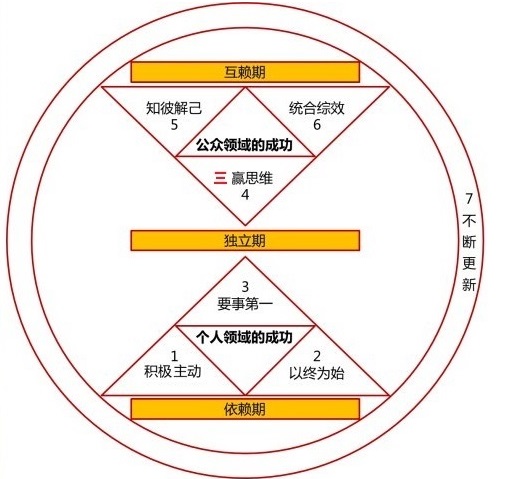 互赖期
知彼解己
5
统合综效
6
公众领域的成功
三 赢思维
4
独立期
3
要事第一
个人领域的成功
1
积极主动
2
以终为始
依赖期
7
不
断
更
新